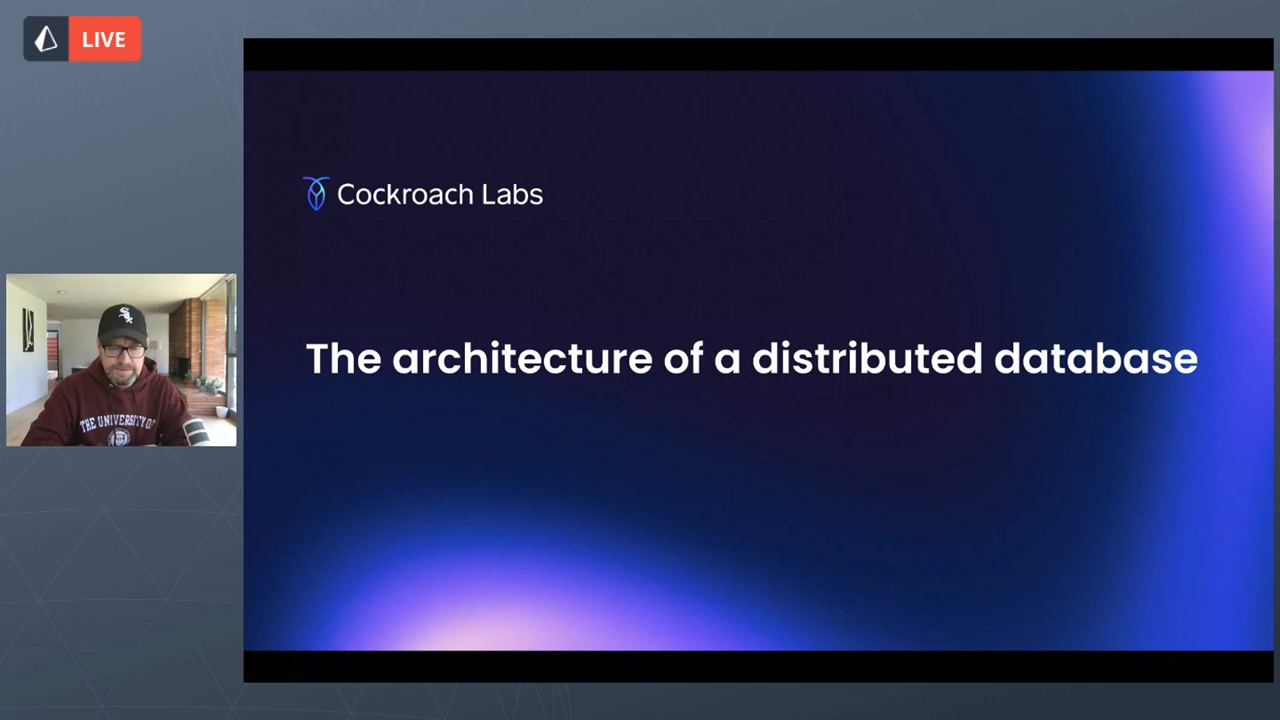 LIVE
Cockroach Labs
The architecture of a distributed database
THE UNIVERSITY OF